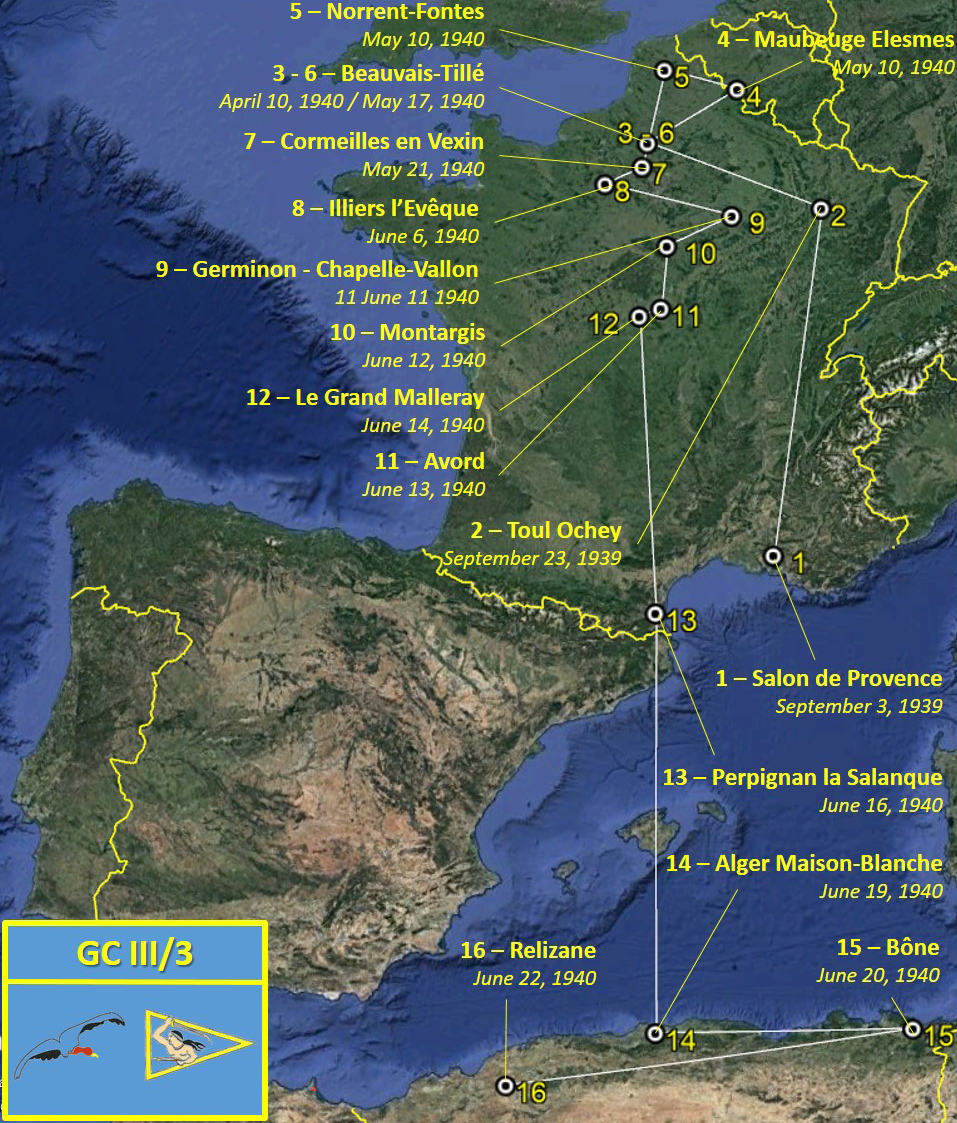 5 – Norrent-Fontes
May 10, 1940
4 – Maubeuge Elesmes
May 10, 1940
3 - 6 – Beauvais-Tillé
April 10, 1940 / May 17, 1940
5
4
3 - 6
7 – Cormeilles en Vexin
May 21, 1940
7
8
8 – Illiers l’Evêque
June 6, 1940
9
2
9 – Germinon - Chapelle-Vallon
11 June 11 1940
10
10 – Montargis
June 12, 1940
12
11
12 – Le Grand Malleray
June 14, 1940
11 – Avord
June 13, 1940
2 – Toul Ochey
September 23, 1939
1
13
1 – Salon de Provence
September 3, 1939
13 – Perpignan la Salanque
June 16, 1940
14 – Alger Maison-Blanche
June 19, 1940
16 – Relizane
June 22, 1940
15 – Bône
June 20, 1940
GC III/3
14
15
16